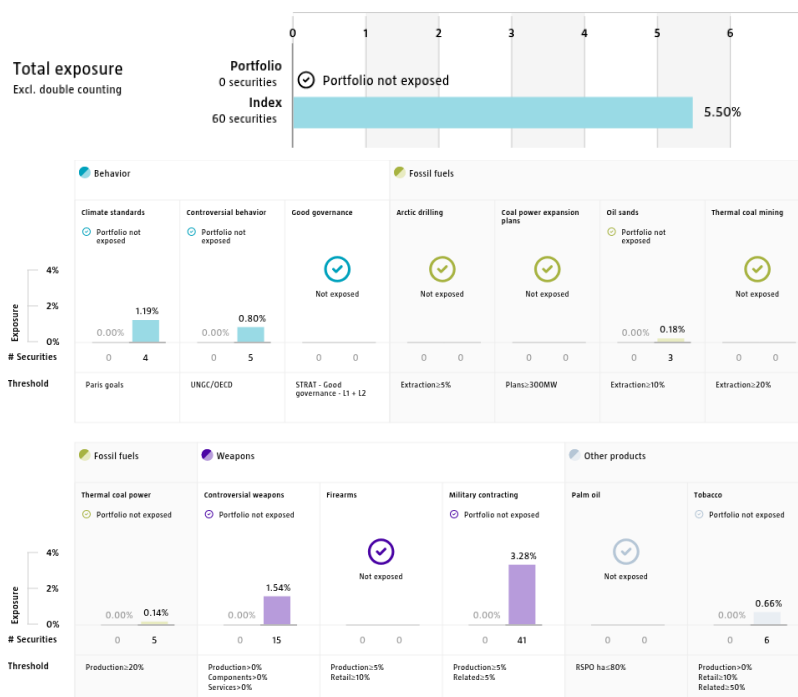 0 1 2 3 4 5 6
Total exposure
Excl. double counting
Portfolio
0 securities
Portfolio not exposed
Index
60 securities
5.50%
Behavior
Fossil fuels
Climate standards
Controversial behavior
Good governance
Arctic drilling
Coal power expansion
plans
Oil sands
Thermal coal mining
Portfolio not
exposed
Portfolio not
exposed
Portfolio not
exposed
Not exposed
Not exposed
Not exposed
Not exposed
Exposure
4%
2%
0%
0.00% 1.19%
0.00% 0.80%
0.00% 0.18%
# Securities
0 4
0 5
0 0
0 0
0 0
0 3
0 0
Threshold
Paris goals
UNGC/OECD
STRAT - Good
governance - L1 + L2
Extraction≥5%
Plans≥300MW
Extraction≥10%
Extraction≥20%
Fossil fuels
Weapons
Other products
Thermal coal power
Controversial weapons
Firearms
Military contracting
Palm oil
Tobacco
Portfolio not exposed
Portfolio not exposed
Portfolio not exposed
Portfolio not exposed
Not exposed
Not exposed
Exposure
4%
2%
0%
0.00% 0.14%
0.00% 1.54%
0.00% 3.28%
0.00% 0.66%
# Securities
0 5
0 15
0 0
0 41
0 0
0 6
Threshold
Production≥20%
Production>0%
Components>0%
Services>0%
Production≥5%
Retail≥10%
Production≥5%
Related≥5%
RSPO ha≤80%
Production>0%
Retail≥10%
Related≥50%